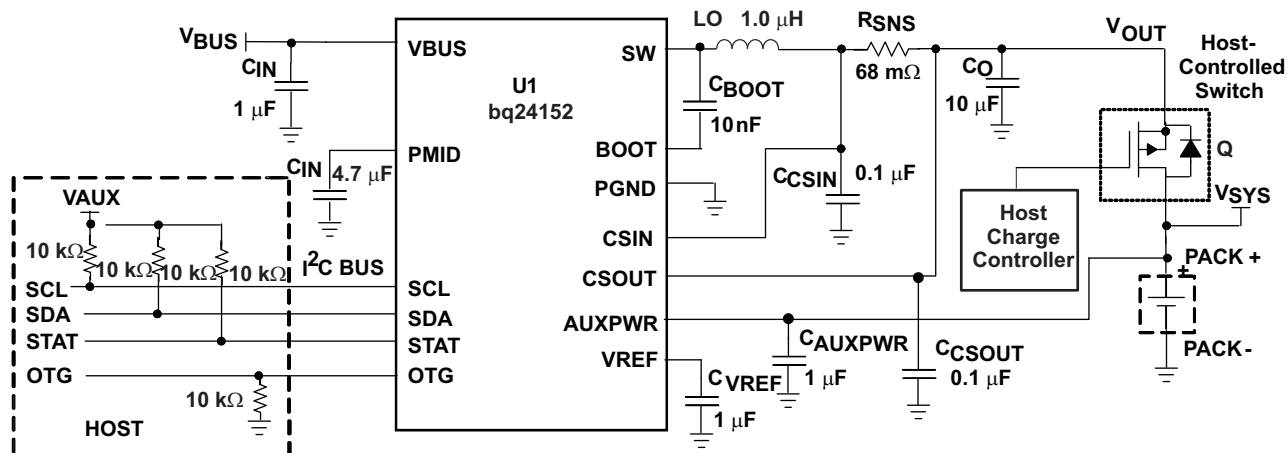 VBUS
CIN
1 μF
VBUS
U1
bq24152
SW
LO 1.0 μH
RSNS
68 mΩ
VOUT
CO
10 μF
Host-
Controlled
Switch
Q
CBOOT
10nF
BOOT
PMID
CIN
4.7 μF
PGND
CCSIN
0.1 μF
CSIN
Host
Charge
Controller
VSYS
PACK +
+
PACK-
VAUX
10 kΩ
10 kΩ
10 kΩ
I2C BUS
SCL
SCL
SDA
SDA
STAT
STAT
OTG
OTG
10 kΩ
HOST
CSOUT
AUXPWR
VREF
CAUXPWR
1 μF
CVREF
1 μF
CCSOUT
0.1 μF